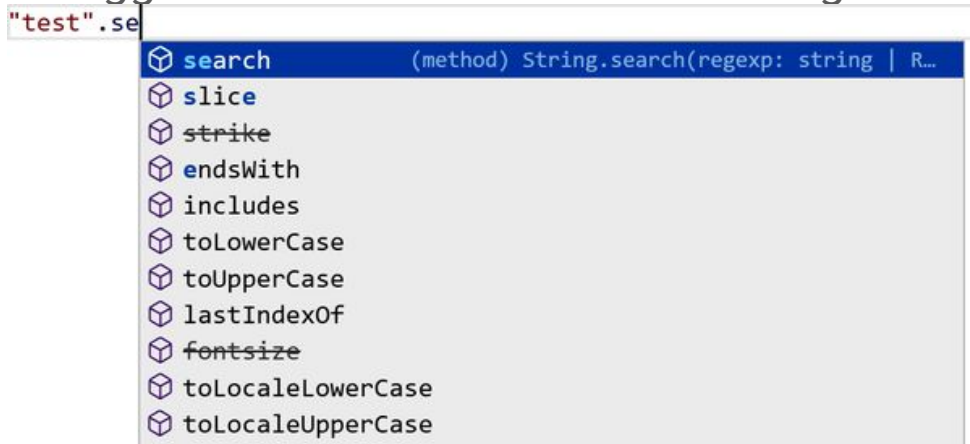 "test".se
search (method) String.search(regexp: string | R…
slice
strike
endsWith
includes
toLowerCase
toUpperCase
lastIndexOf
fontsize
toLocaleLowerCase
toLocaleUpperCase